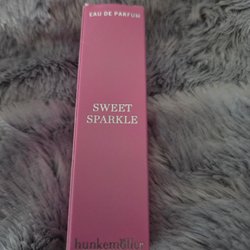 EAU DE PARFUM
SWEET
SPARKLE
hunkemöller